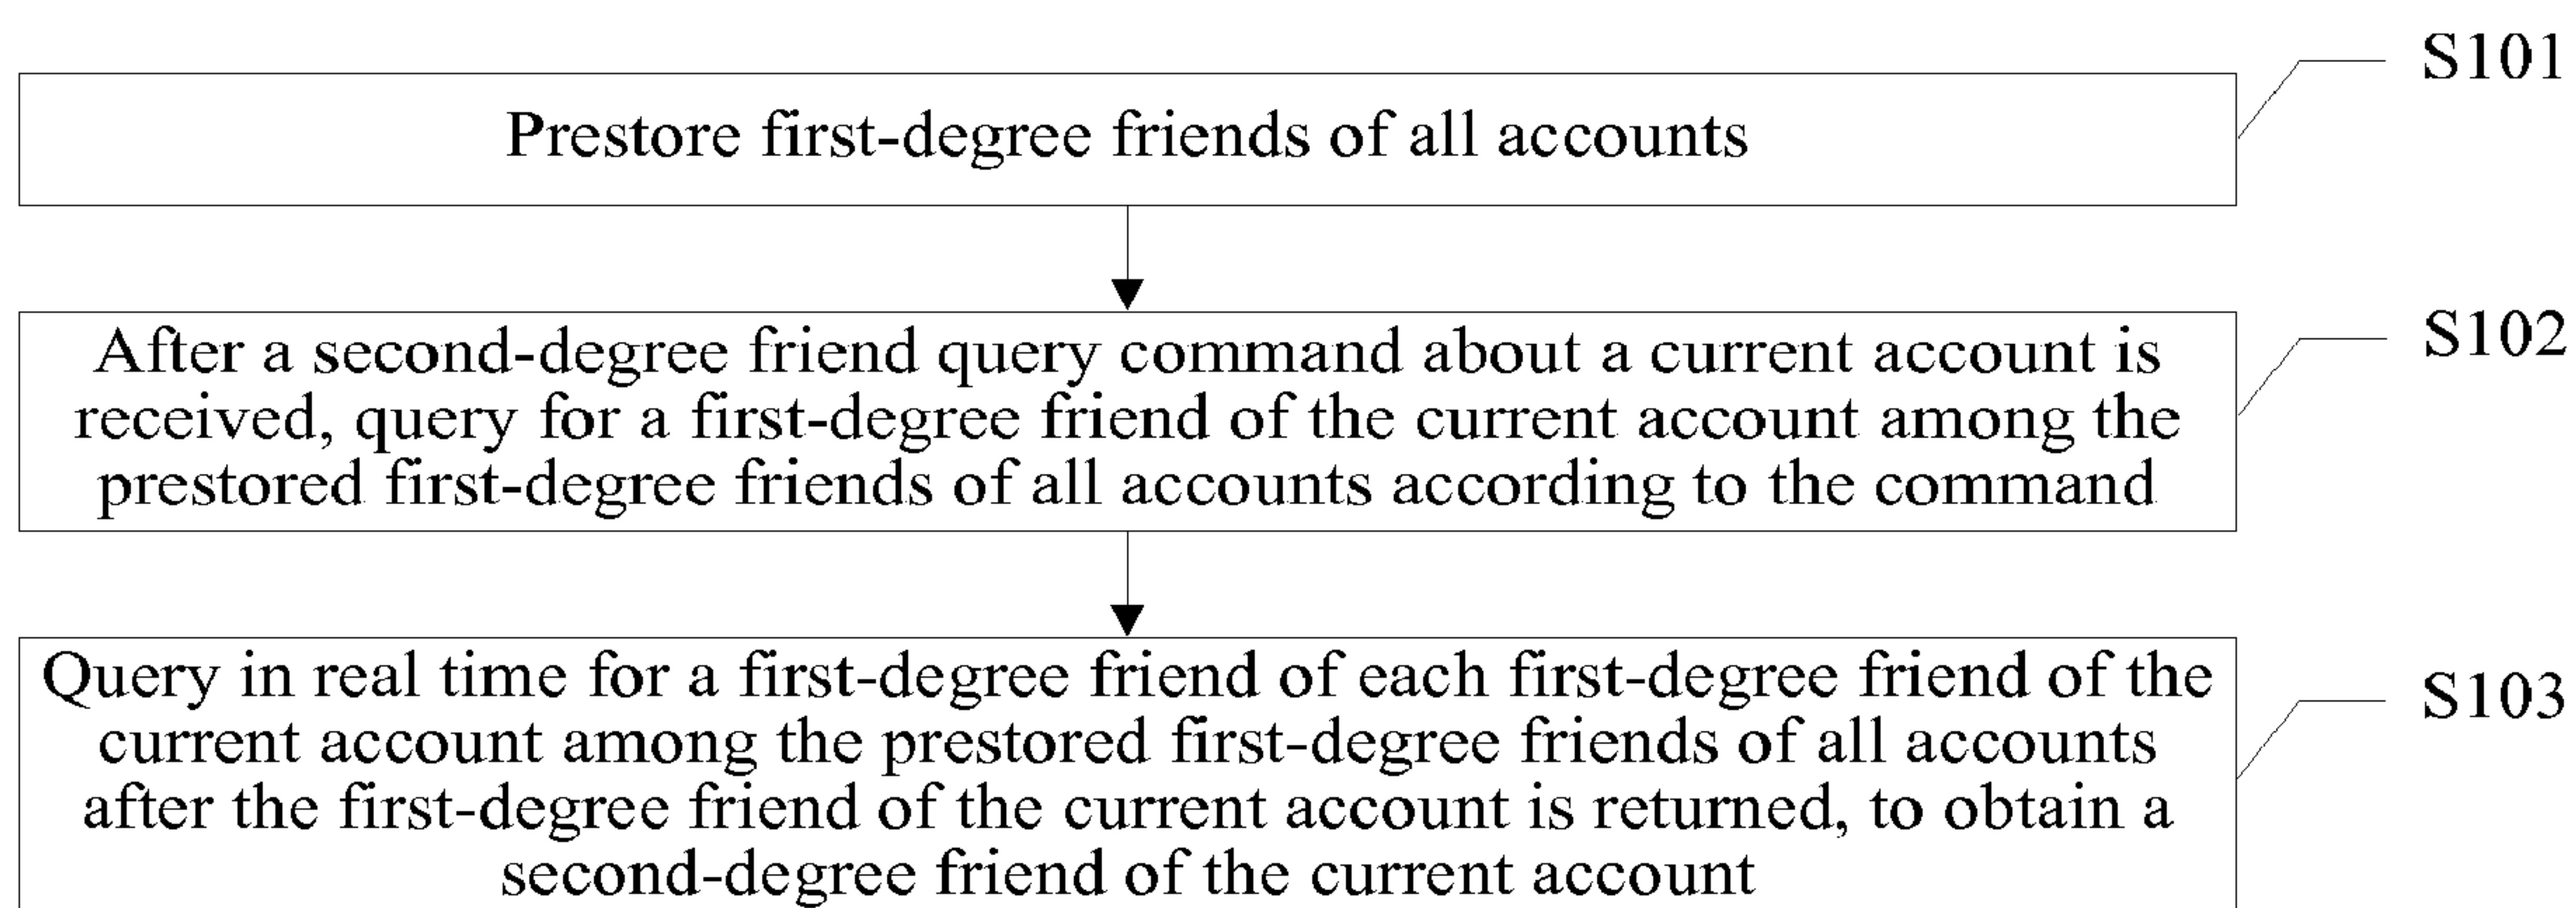 S101
Prestore first-degree friends of all accounts
S102
After a second-degree friend query command about a current account is
received, query for a first-degree friend of the current account among the
prestored first-degree friends of all accounts according to the command
S103
Query in real time for a first-degree friend of each first-degree friend of the
current account among the prestored first-degree friends of all accounts
after the first-degree friend of the current account is returned, to obtain a
second-degree friend of the current account